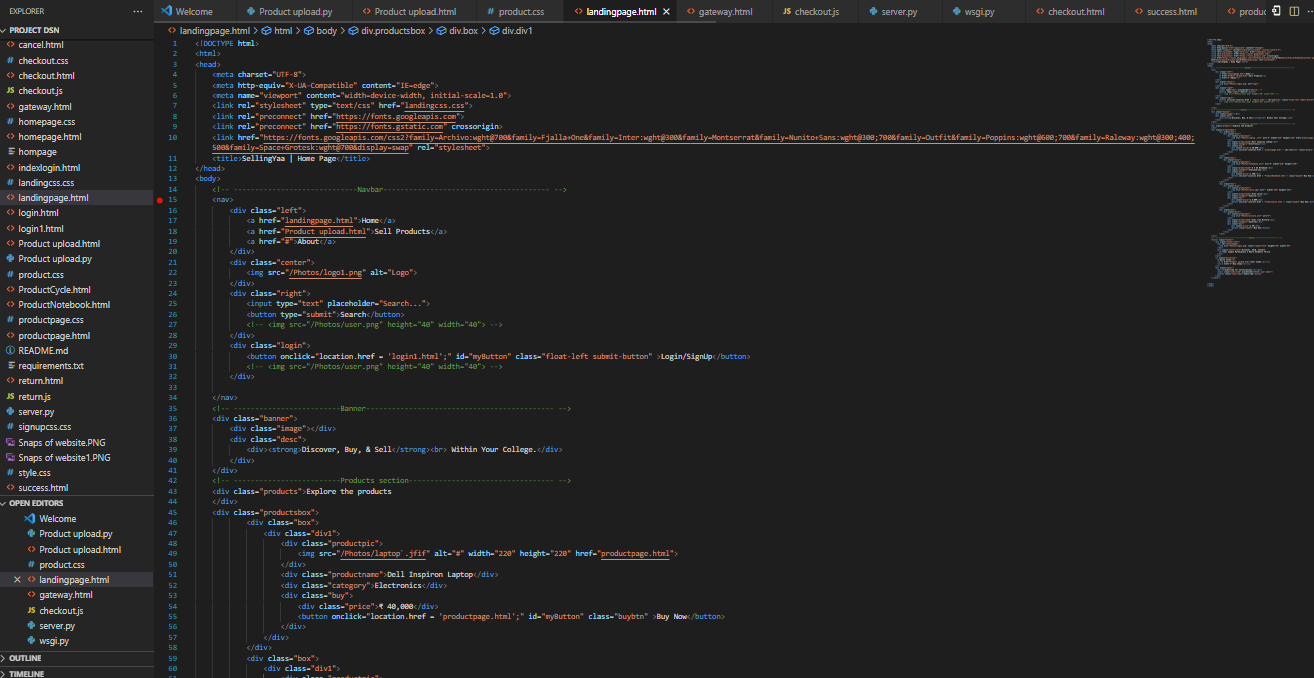 EXPLORER
PROJECT DSN
cancel.html
checkout.css
checkout.html
checkout.js
gateway.html
homepage.css
homepage.html
hompage
indexlogin.html
landingcss.css
landingpage.html
login.html
login1.html
Product upload.html
Product upload.py
product.css
ProductCycle.html
ProductNotebook.html
productpage.css
productpage.html
README.md
requirements.txt
return.html
return.js
server.py
signupcss.css
Snaps of website.PNG
Snaps of website1.PNG
style.css
success.html
OPEN EDITORS
Welcome
Product upload.py
Product upload.html
product.css
landingpage.html
gateway.html
checkout.js
server.py
wsgi.py
OUTLINE
TIMELINE
Welcome Product upload.py Product upload.html product.css landingpage.html gateway.html checkout.js server.py wsgi.py checkout.html success.html produc
landingpage.html > html > body > div.productsbox > div.box > div.div1
1 <!DOCTYPE html>
2 <html>
3 <head>
4 <meta charset="UTF-8">
5 <meta http-equiv="X-UA-Compatible" content="IE=edge">
6 <meta name="viewport" content="width=device-width, initial-scale=1.0">
7 <link rel="stylesheet" type="text/css" href="landingcss.css">
8 <link rel="preconnect" href="https://fonts.googleapis.com">
9 <link rel="preconnect" href="https://fonts.gstatic.com" crossorigin>
10 <link href="https://fonts.googleapis.com/css2?family=Archivo:wght@700&family=Fjalla+One&family=Inter:wght@300&family=Montserrat&family=Nunito+Sans:wght@300;700&family=Outfit&family=Poppins:wght@600;700&family=Raleway:wght@300;400;
500&family=Space+Grotesk:wght@700&display=swap" rel="stylesheet">
11 <title>SellingYaa | Home Page</title>
12 </head>
13 <body>
14 <!-- -----------------------------Navbar--------------------------------------- -->
15 <nav>
16 <div class="left">
17 <a href="landingpage.html">Home</a>
18 <a href="Product upload.html">Sell Products</a>
19 <a href="#">About</a>
20 </div>
21 <div class="center">
22 <img src="/Photos/logo1.png" alt="Logo">
23 </div>
24 <div class="right">
25 <input type="text" placeholder="Search...">
26 <button type="submit">Search</button>
27 <!-- <img src="/Photos/user.png" height="40" width="40"> -->
28 </div>
29 <div class="login">
30 <button onclick="location.href = 'login1.html';" id="myButton" class="float-left submit-button" >Login/SignUp</button>
31 <!-- <img src="/Photos/user.png" height="40" width="40"> -->
32 </div>
33
34 </nav>
35 <!-- -------------------------Banner-------------------------------------------- -->
36 <div class="banner">
37 <div class="image"></div>
38 <div class="desc">
39 <div><strong>Discover, Buy, & Sell</strong><br> Within Your College.</div>
40 </div>
41 </div>
42 <!-- -------------------------Products section---------------------------------- -->
43 <div class="products">Explore the products
44 </div>
45 <div class="productsbox">
46 <div class="box">
47 <div class="div1">
48 <div class="productpic">
49 <img src="/Photos/laptop`.jfif" alt="#" width="220" height="220" href="productpage.html">
50 </div>
51 <div class="productname">Dell Inspiron Laptop</div>
52 <div class="category">Electronics</div>
53 <div class="buy">
54 <div class="price">₹ 40,000</div>
55 <button onclick="location.href = 'productpage.html';" id="myButton" class="buybtn" >Buy Now</button>
56 </div>
57 </div>
58 </div>
59 <div class="box">
60 <div class="div1">